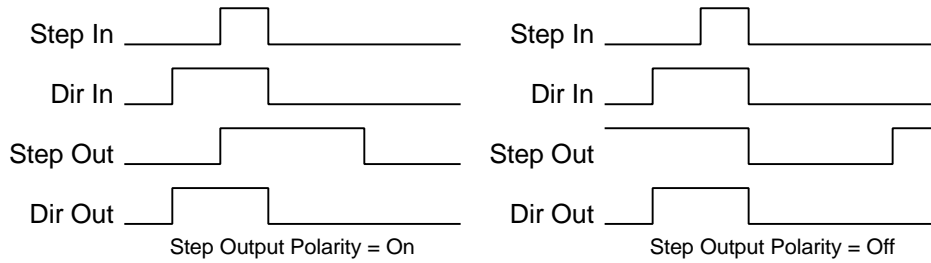 Step In
Dir In
Step Out
Dir Out
Step Output Polarity = On
Step In
Dir In
Step Out
Dir Out
Step Output Polarity = Off